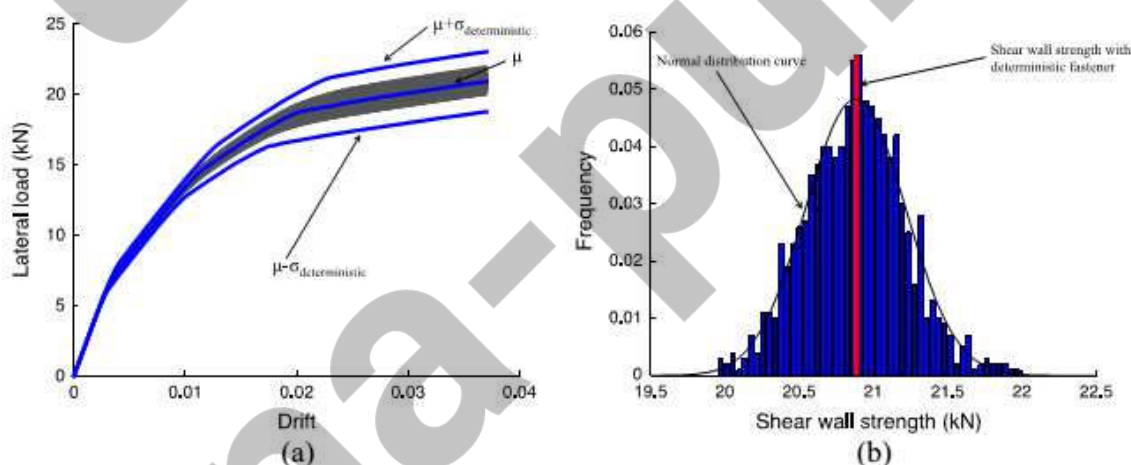 25
20
15
10
5
0
0
0.01
0.02
0.03
0.04
Lateral load (kN)
Drift
μ+σdeterministic
μ
μ-σdeterministic
(a)
0.06
0.05
0.04
0.03
0.02
0.01
0
19.5
20
20.5
21
21.5
22
22.5
Frequency
Shear wall strength (kN)
Normal distribution curve
Shear wall strength with
deterministic fastener
(b)